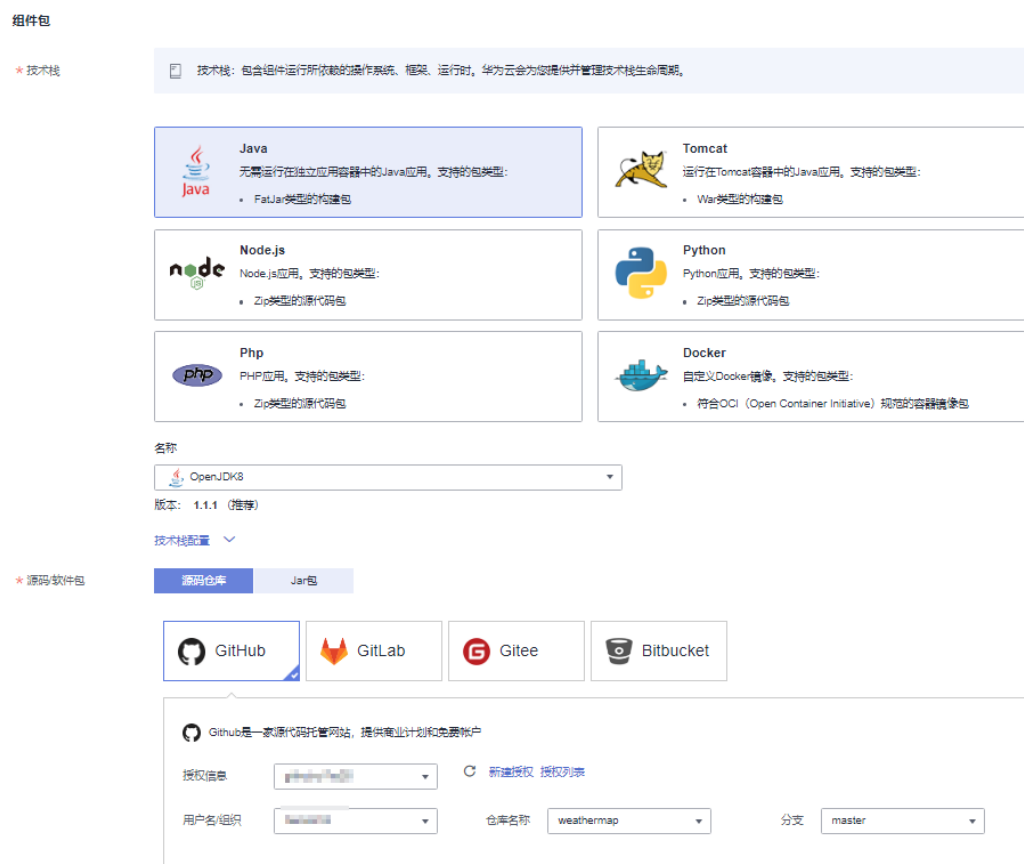 组件包
* 技术栈
技术栈：包含组件运行所依赖的操作系统、框架、运行时。华为云会为您提供并管理技术栈生命周期。
Java
Java
无需运行在独立应用容器中的Java应用。支持的包类型：
• FatJar类型的构建包
Tomcat
运行在Tomcat容器中的Java应用。支持的包类型：
• War类型的构建包
node
JS
Node.js
Node.js应用。支持的包类型：
• Zip类型的源代码包
Python
Python应用。支持的包类型：
• Zip类型的源代码包
php
Php
PHP应用。支持的包类型：
• Zip类型的源代码包
Docker
自定义Docker镜像。支持的包类型：
• 符合OCI（Open Container Initiative）规范的容器镜像包
名称
OpenJDK8
版本： 1.1.1 （推荐）
技术栈配置
* 源码/软件包
源码仓库 Jar包
GitHub GitLab Gitee Bitbucket
Github是一家源代码托管网站，提供商业计划和免费帐户
授权信息
新建授权 授权列表
用户名/组织
仓库名称 weathermap 分支 master